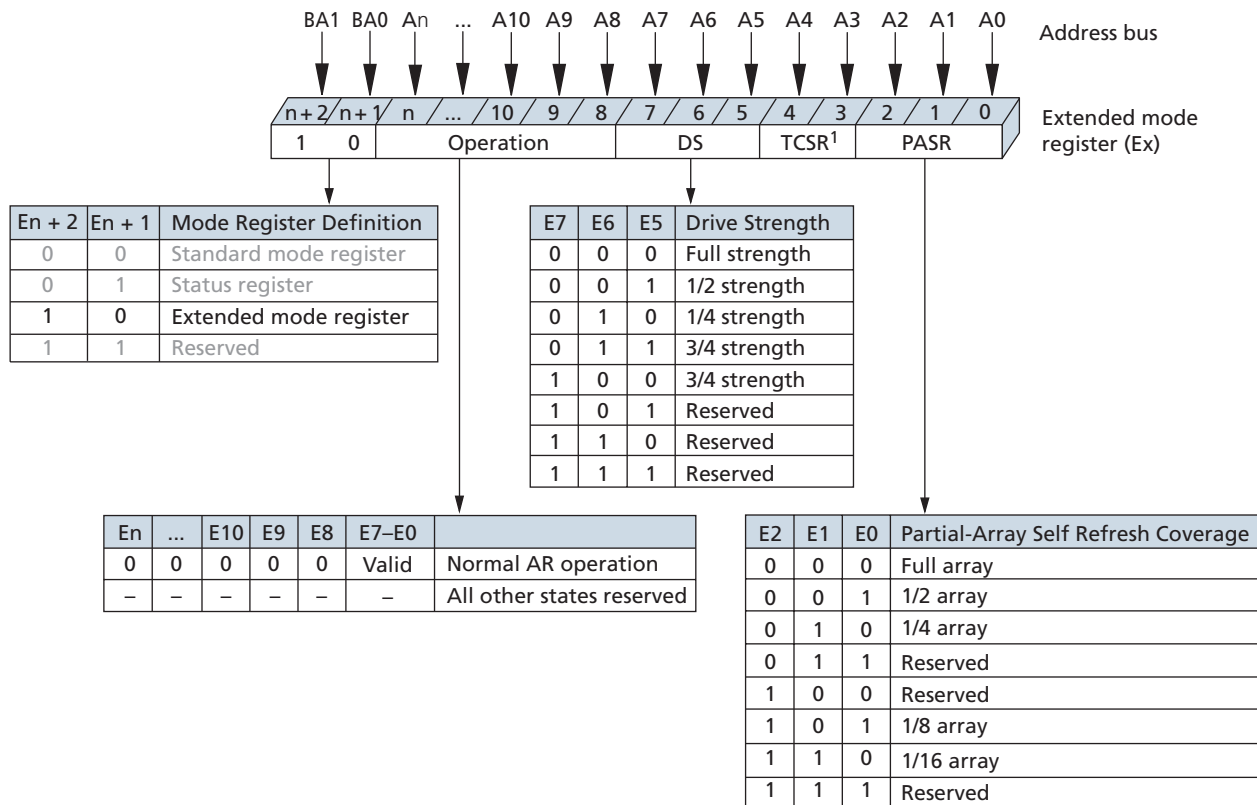 BA1 BA0 An ... A10 A9 A8 A7 A6 A5 A4 A3 A2 A1 A0 Address bus
n + 2 n + 1 n ... 10 9 8 7 6 5 4 3 2 1 0 Extended mode
register (Ex)
1 0 Operation DS TCSR1 PASR
En + 2 En + 1 Mode Register Definition
0 0 Standard mode register
0 1 Status register
1 0 Extended mode register
1 1 Reserved
E7 E6 E5 Drive Strength
0 0 0 Full strength
0 0 1 1/2 strength
0 1 0 1/4 strength
0 1 1 3/4 strength
1 0 0 3/4 strength
1 0 1 Reserved
1 1 0 Reserved
1 1 1 Reserved
En ... E10 E9 E8 E7–E0
0 0 0 0 0 Valid Normal AR operation
– – – – – – All other states reserved
E2 E1 E0 Partial-Array Self Refresh Coverage
0 0 0 Full array
0 0 1 1/2 array
0 1 0 1/4 array
0 1 1 Reserved
1 0 0 Reserved
1 0 1 1/8 array
1 1 0 1/16 array
1 1 1 Reserved